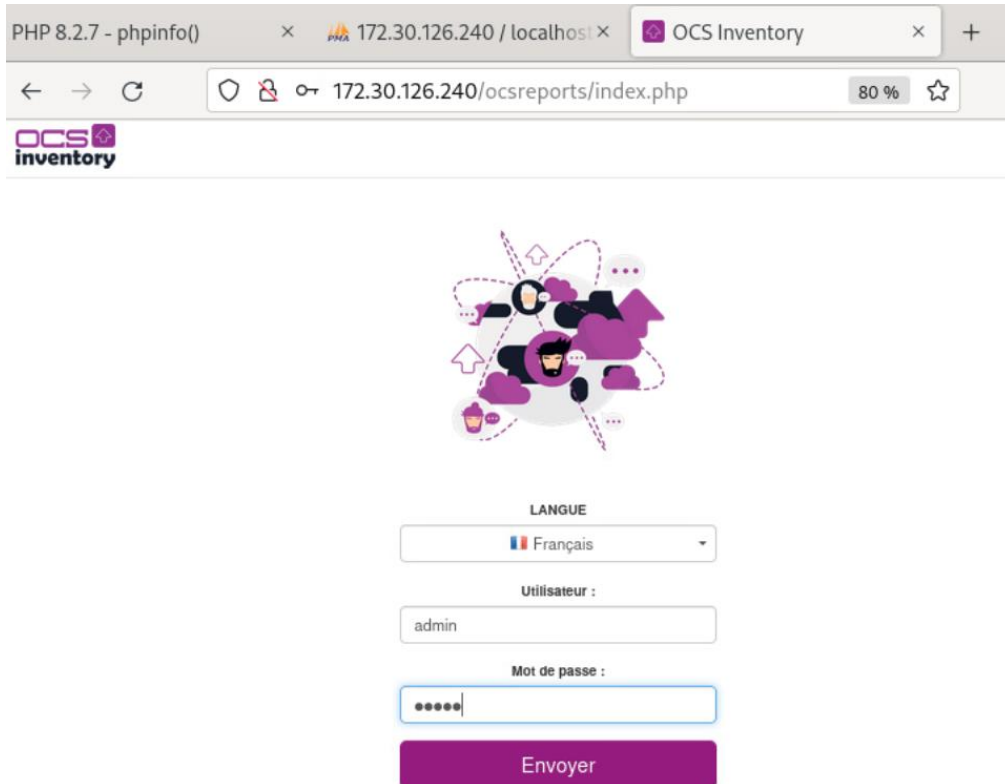 PHP 8.2.7 - phpinfo() × PMA 172.30.126.240 / localhost × OCS Inventory × +
172.30.126.240/ocsreports/index.php 80 %
OCS
inventory
LANGUE
Français
Utilisateur :
admin
Mot de passe :
•••••
Envoyer